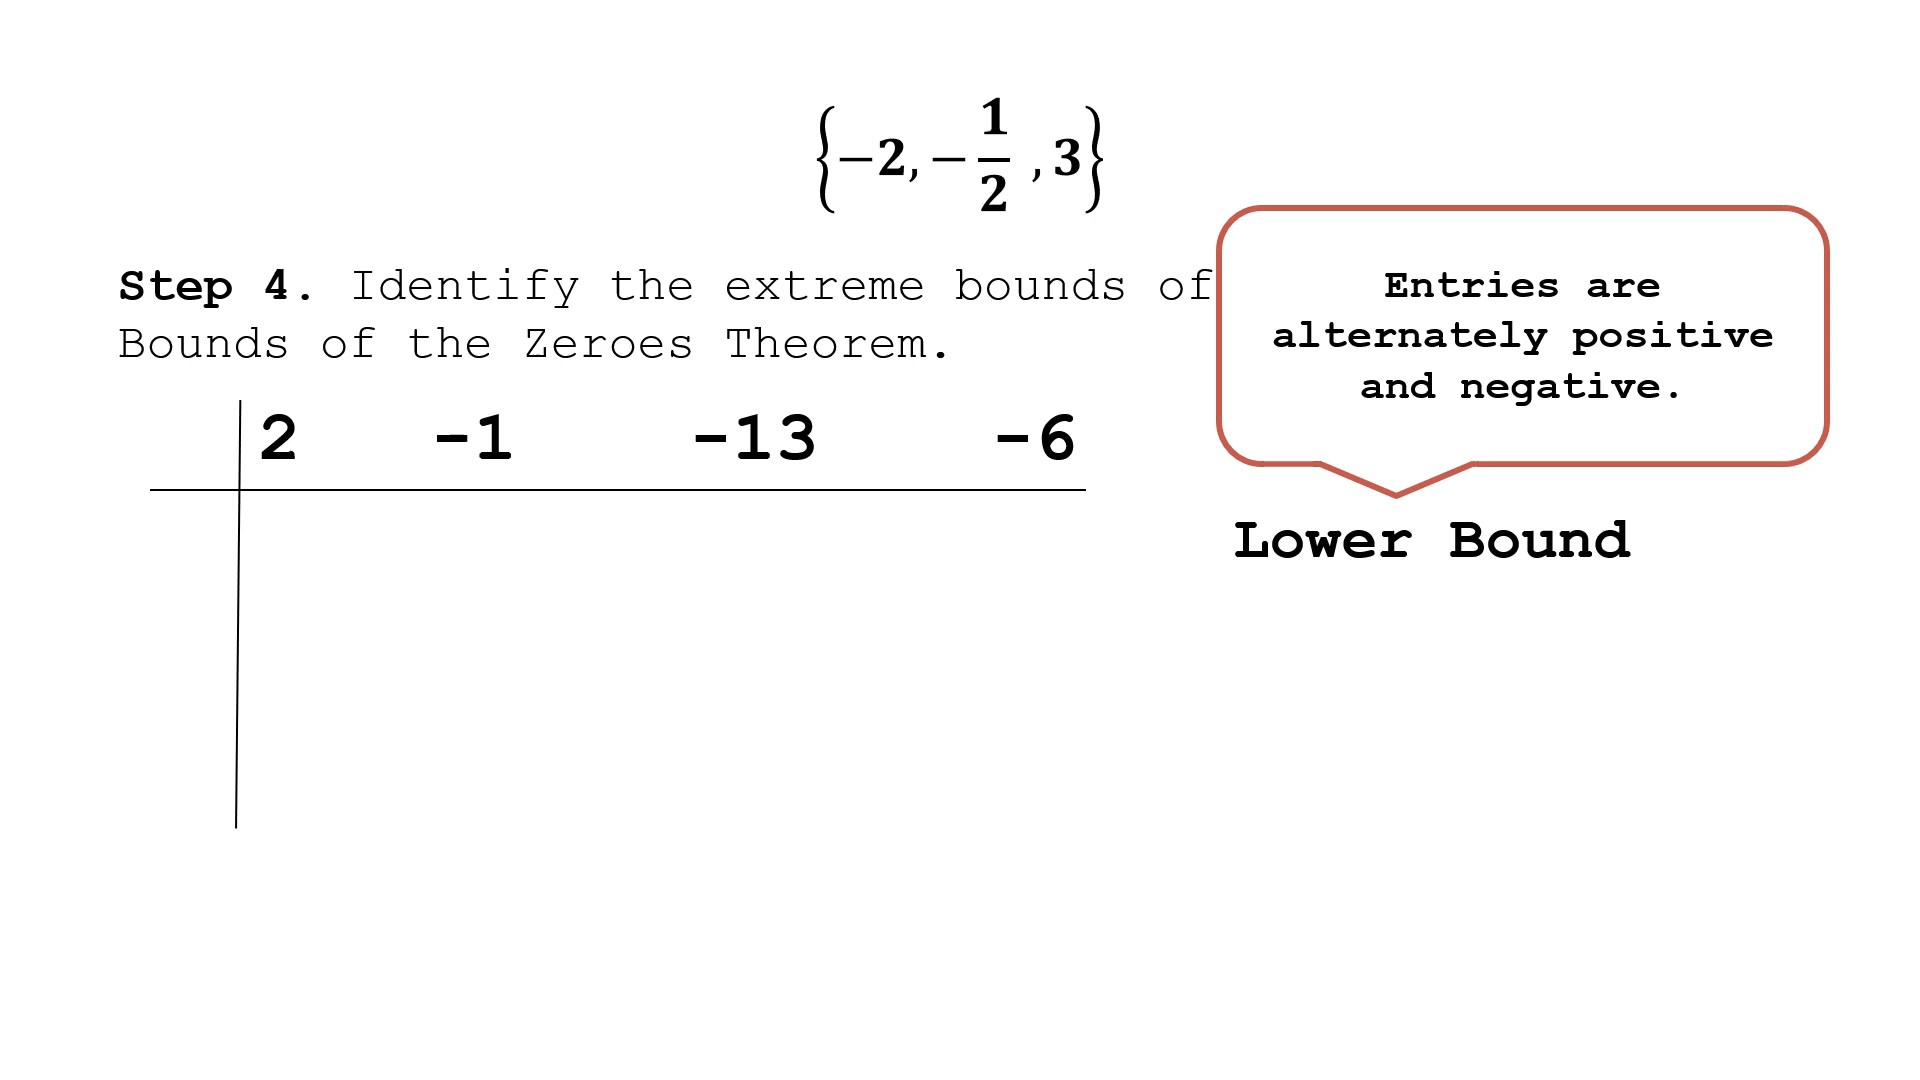 {−2, −1/2 , 3}
Step 4. Identify the extreme bounds of
Bounds of the Zeroes Theorem.
Entries are
alternately positive
and negative.
2 -1 -13 -6
Lower Bound